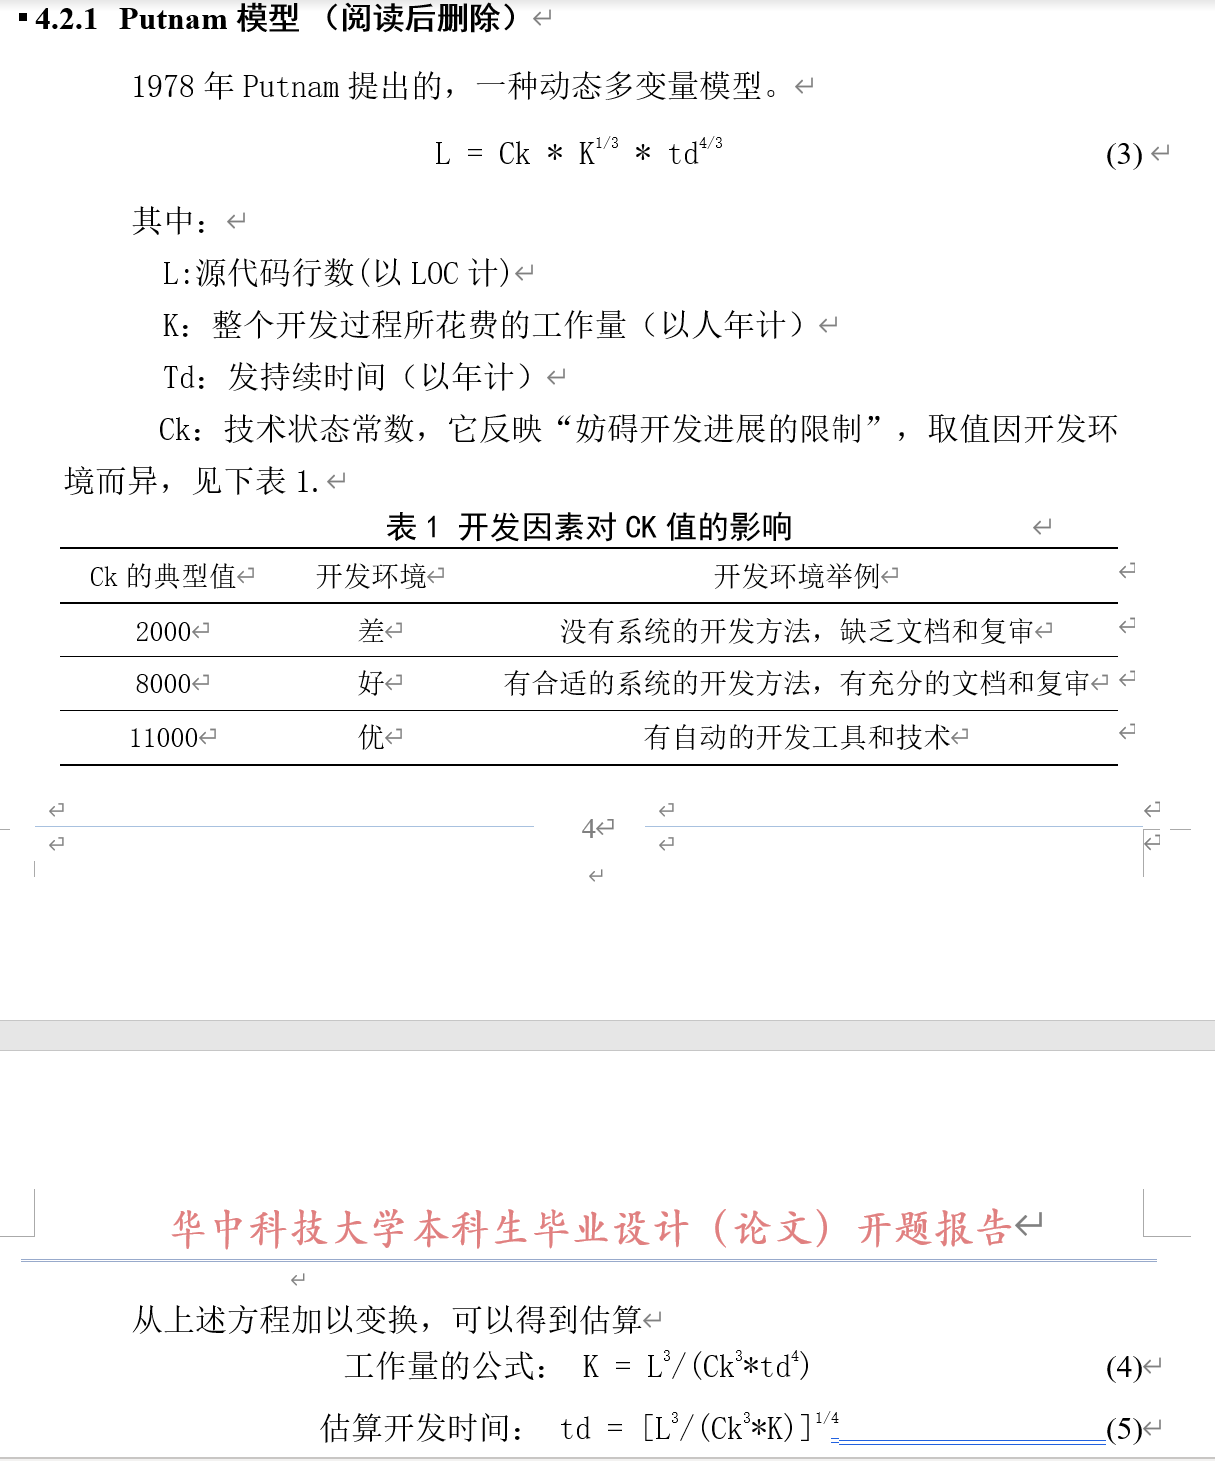 4.2.1 Putnam 模型 （阅读后删除）
1978 年 Putnam 提出的，一种动态多变量模型。
L = Ck * K^1/3 * td^4/3 (3)
其中：
L:源代码行数(以 LOC 计)
K：整个开发过程所花费的工作量（以人年计）
Td：发持续时间（以年计）
Ck：技术状态常数，它反映“妨碍开发进展的限制”，取值因开发环
境而异，见下表 1.
表 1 开发因素对 CK 值的影响
Ck 的典型值 开发环境 开发环境举例
2000 差 没有系统的开发方法，缺乏文档和复审
8000 好 有合适的系统的开发方法，有充分的文档和复审
11000 优 有自动的开发工具和技术
4
华中科技大学本科生毕业设计（论文）开题报告
从上述方程加以变换，可以得到估算
工作量的公式： K = L^3/(Ck^3*td^4) (4)
估算开发时间： td = [L^3/(Ck^3*K)]^1/4 (5)